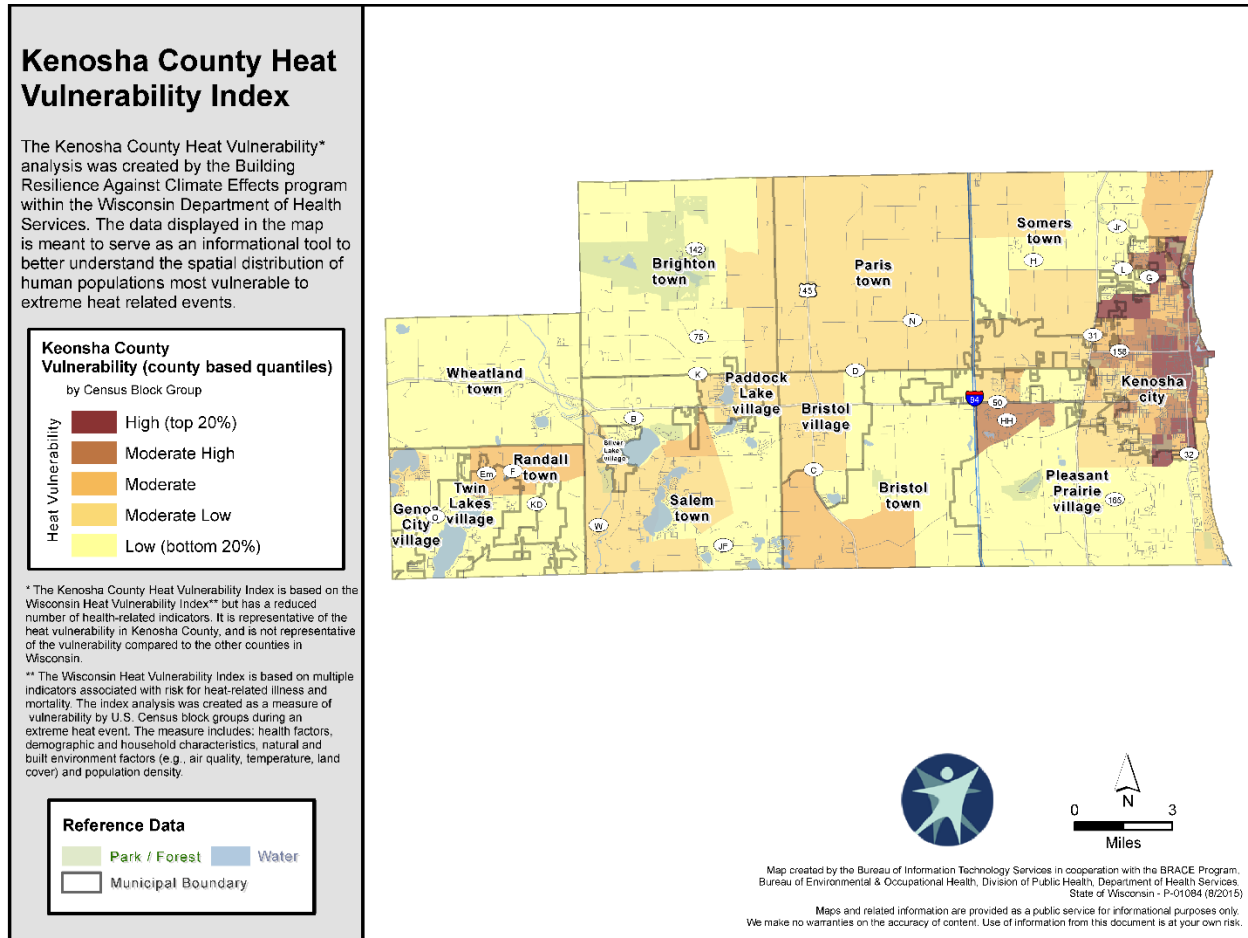 Kenosha County Heat
Vulnerability Index
The Kenosha County Heat Vulnerability*
analysis was created by the Building
Resilience Against Climate Effects program
within the Wisconsin Department of Health
Services. The data displayed in the map
is meant to serve as an informational tool to
better understand the spatial distribution of
human populations most vulnerable to
extreme heat related events.
Keonsha County
Vulnerability (county based quantiles)
by Census Block Group
Heat Vulnerability
High (top 20%)
Moderate High
Moderate
Moderate Low
Low (bottom 20%)
* The Kenosha County Heat Vulnerability Index is based on the
Wisconsin Heat Vulnerability Index** but has a reduced
number of health-related indicators. It is representative of the
heat vulnerability in Kenosha County, and is not representative
of the vulnerability compared to the other counties in
Wisconsin.
** The Wisconsin Heat Vulnerability Index is based on multiple
indicators associated with risk for heat-related illness and
mortality. The index analysis was created as a measure of
vulnerability by U.S. Census block groups during an
extreme heat event. The measure includes: health factors,
demographic and household characteristics, natural and
built environment factors (e.g., air quality, temperature, land
cover) and population density.
Reference Data
Park / Forest
Water
Municipal Boundary
Somers
town
Jr
142
Brighton
town
Paris
town
H
L
G
45
N
75
31
158
Wheatland
town
K
Paddock
Lake
village
D
Kenosha
city
94
50
HH
B
Bristol
village
Silver
Lake
village
32
Randall
town
Em
F
C
Twin
Lakes
village
KD
Salem
town
Bristol
town
Pleasant
Prairie
village
165
Genoa
City
village
O
W
JF
N
0
3
Miles
Map created by the Bureau of Information Technology Services in cooperation with the BRACE Program,
Bureau of Environmental & Occupational Health, Division of Public Health, Department of Health Services,
State of Wisconsin - P-01084 (8/2015)
Maps and related information are provided as a public service for informational purposes only.
We make no warranties on the accuracy of content. Use of information from this document is at your own risk.